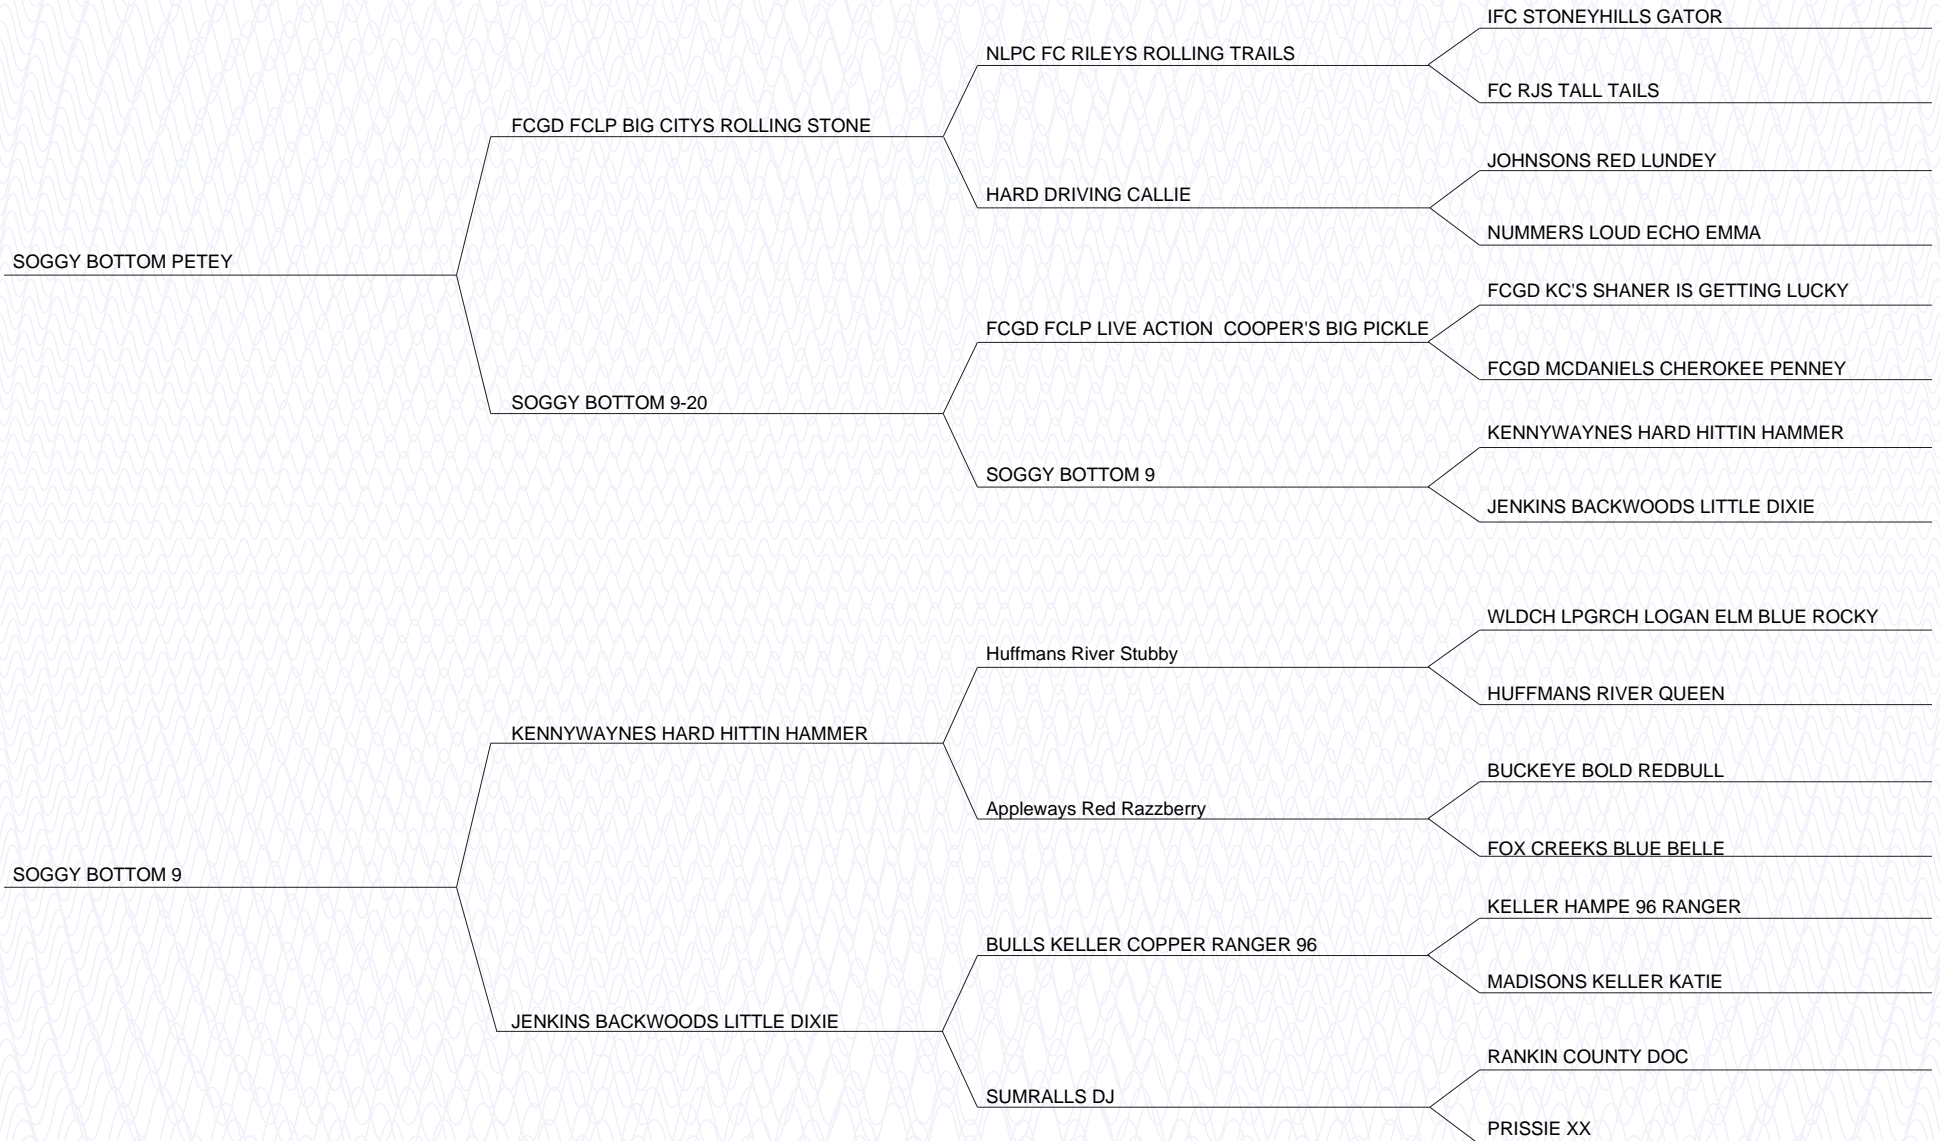 IFC STONEYHILLS GATOR
NLPC FC RILEYS ROLLING TRAILS
FC RJS TALL TAILS
FCGD FCLP BIG CITYS ROLLING STONE
JOHNSONS RED LUNDEY
HARD DRIVING CALLIE
NUMMERS LOUD ECHO EMMA
SOGGY BOTTOM PETEY
FCGD KC'S SHANER IS GETTING LUCKY
FCGD FCLP LIVE ACTION  COOPER'S BIG PICKLE
FCGD MCDANIELS CHEROKEE PENNEY
SOGGY BOTTOM 9-20
KENNYWAYNES HARD HITTIN HAMMER
SOGGY BOTTOM 9
JENKINS BACKWOODS LITTLE DIXIE
WLDCH LPGRCH LOGAN ELM BLUE ROCKY
Huffmans River Stubby
HUFFMANS RIVER QUEEN
KENNYWAYNES HARD HITTIN HAMMER
BUCKEYE BOLD REDBULL
Appleways Red Razzberry
FOX CREEKS BLUE BELLE
SOGGY BOTTOM 9
KELLER HAMPE 96 RANGER
BULLS KELLER COPPER RANGER 96
MADISONS KELLER KATIE
JENKINS BACKWOODS LITTLE DIXIE
RANKIN COUNTY DOC
SUMRALLS DJ
PRISSIE XX